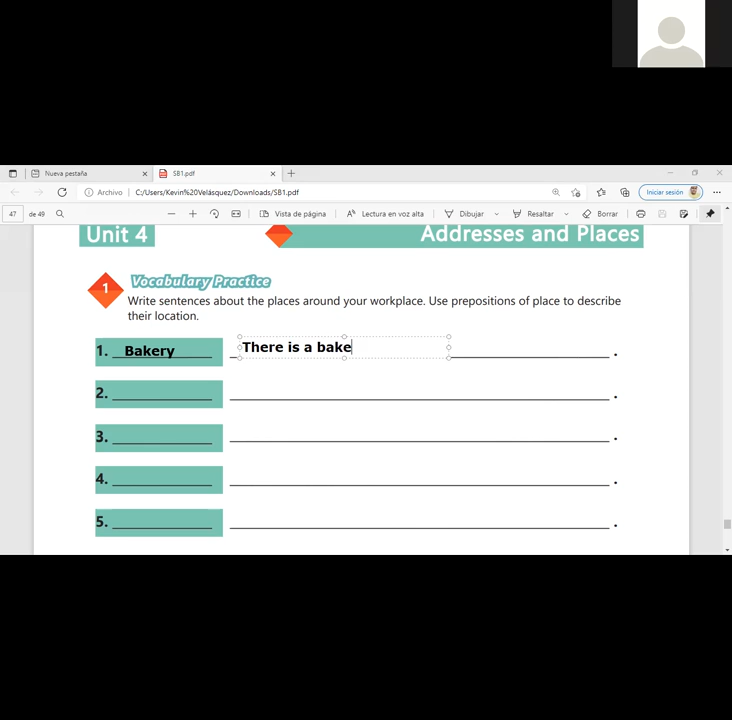 Nueva pestaña
SB1.pdf
Archivo
C:/Users/Kevin%20Velásquez/Downloads/SB1.pdf
Iniciar sesión
47 de 49
Vista de página
Lectura en voz alta
Dibujar
Resaltar
Borrar
Unit 4
Addresses and Places
1 Vocabulary Practice
Write sentences about the places around your workplace. Use prepositions of place to describe
their location.
1. Bakery There is a bake .
2. .
3. .
4. .
5. .